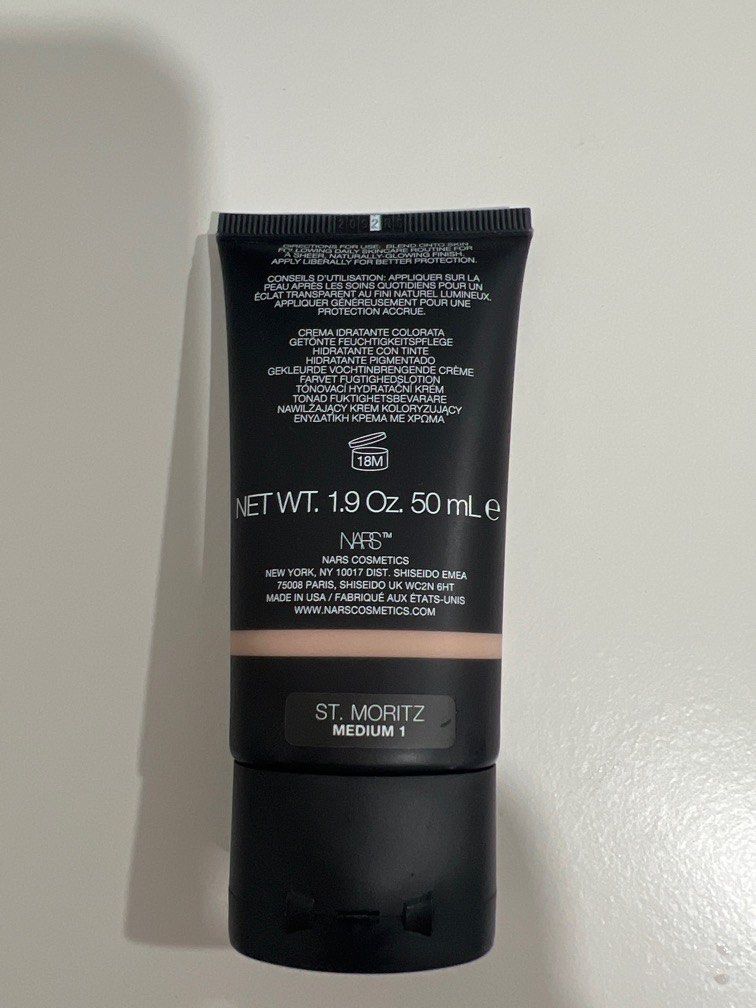 DIRECTIONS FOR USE: BLEND ONTO SKIN
FOLLOWING DAILY SKINCARE ROUTINE FOR
A SHEER, NATURALLY-GLOWING FINISH.
APPLY LIBERALLY FOR BETTER PROTECTION.
CONSEILS D'UTILISATION: APPLIQUER SUR LA
PEAU APRÈS LES SOINS QUOTIDIENS POUR UN
ÉCLAT TRANSPARENT AU FINI NATUREL LUMINEUX.
APPLIQUER GÉNÉREUSEMENT POUR UNE
PROTECTION ACCRUE.
CREMA IDRATANTE COLORATA
GETÖNTE FEUCHTIGKEITSPFLEGE
HIDRATANTE CON TINTE
HIDRATANTE PIGMENTADO
GEKLEURDE VOCHTINBRENGENDE CRÈME
FARVET FUGTIGHEDSLOTION
TÓNOVACÍ HYDRATAČNÍ KRÉM
TONAD FUKTIGHETSBEVARARE
NAWILŻAJĄCY KREM KOLORYZUJĄCY
ΕΝΥΔΑΤΙΚΗ ΚΡΕΜΑ ΜΕ ΧΡΩΜΑ
18M
NET WT. 1.9 Oz. 50 mL e
NARS™
NARS COSMETICS
NEW YORK, NY 10017 DIST. SHISEIDO EMEA
75008 PARIS, SHISEIDO UK WC2N 6HT
MADE IN USA / FABRIQUÉ AUX ÉTATS-UNIS
WWW.NARSCOSMETICS.COM
ST. MORITZ
MEDIUM 1